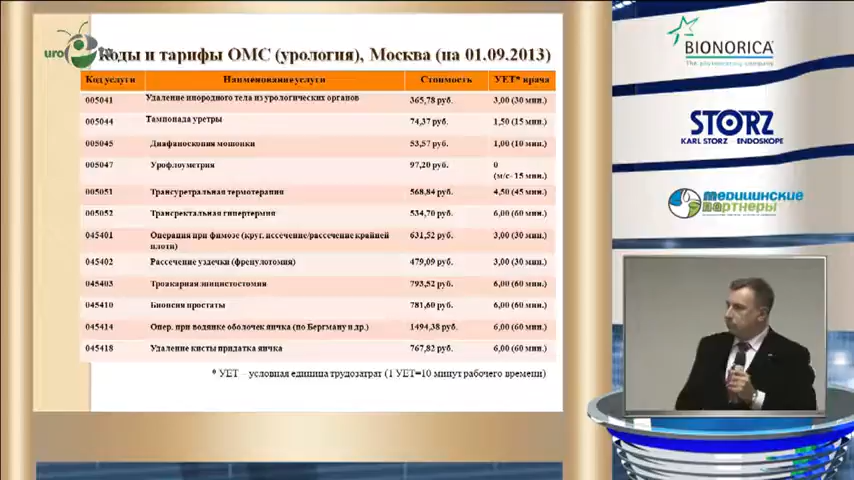 uro
Коды и тарифы ОМС (урология), Москва (на 01.09.2013)
Код услуги Наименование услуги Стоимость УЕТ* врача
005041 Удаление инородного тела из урологических органов 365,78 руб. 3,00 (30 мин.)
005044 Тампонада уретры 74,37 руб. 1,50 (15 мин.)
005045 Диафаноскопия мошонки 53,57 руб. 1,00 (10 мин.)
005047 Урофлоуметрия 97,20 руб. 0
(м/с- 15 мин.)
005051 Трансуретральная термотерапия 568,84 руб. 4,50 (45 мин.)
005052 Трансректальная гипертермия 534,70 руб. 6,00 (60 мин.)
045401 Операция при фимозе (круг. иссечение/рассечение крайней 631,52 руб. 3,00 (30 мин.)
плоти)
045402 Рассечение уздечки (френулотомия) 479,09 руб. 3,00 (30 мин.)
045403 Троакарная эпицистостомия 793,52 руб. 6,00 (60 мин.)
045410 Биопсия простаты 781,60 руб. 6,00 (60 мин.)
045414 Опер. при водянке оболочек яичка (по Бергману и др.) 1494,38 руб. 6,00 (60 мин.)
045418 Удаление кисты придатка яичка 767,82 руб. 6,00 (60 мин.)
* УЕТ – условная единица трудозатрат (1 УЕТ=10 минут рабочего времени)
BIONORICA
The phytoneering company
STORZ
KARL STORZ ENDOSKOPE
медицинские
партнеры